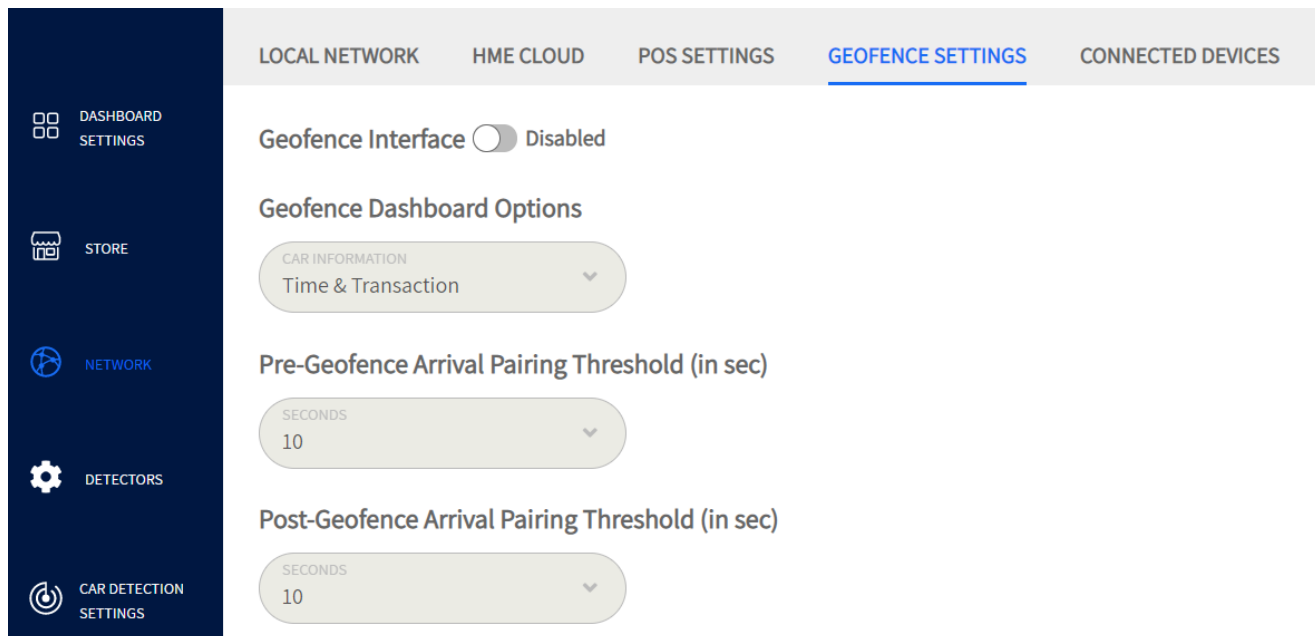 LOCAL NETWORK HME CLOUD POS SETTINGS GEOFENCE SETTINGS CONNECTED DEVICES
DASHBOARD
SETTINGS
STORE
NETWORK
DETECTORS
CAR DETECTION
SETTINGS
Geofence Interface Disabled
Geofence Dashboard Options
CAR INFORMATION
Time & Transaction
Pre-Geofence Arrival Pairing Threshold (in sec)
SECONDS
10
Post-Geofence Arrival Pairing Threshold (in sec)
SECONDS
10